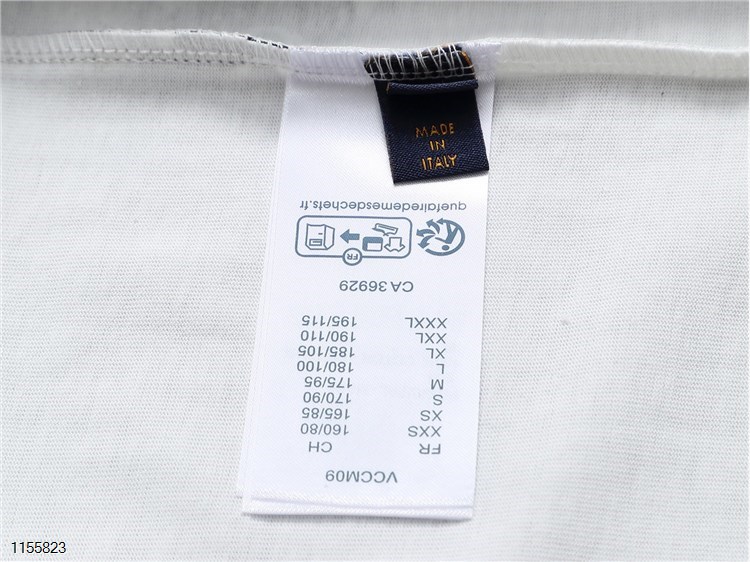 MADE
IN
ITALY
VCCM09
FR CH
XXS 160/80
XS 165/85
S 170/90
M 175/95
L 180/100
XL 185/105
XXL 190/110
XXXL 195/115
CA 36929
FR
quefairedemesdechets.fr
1155823